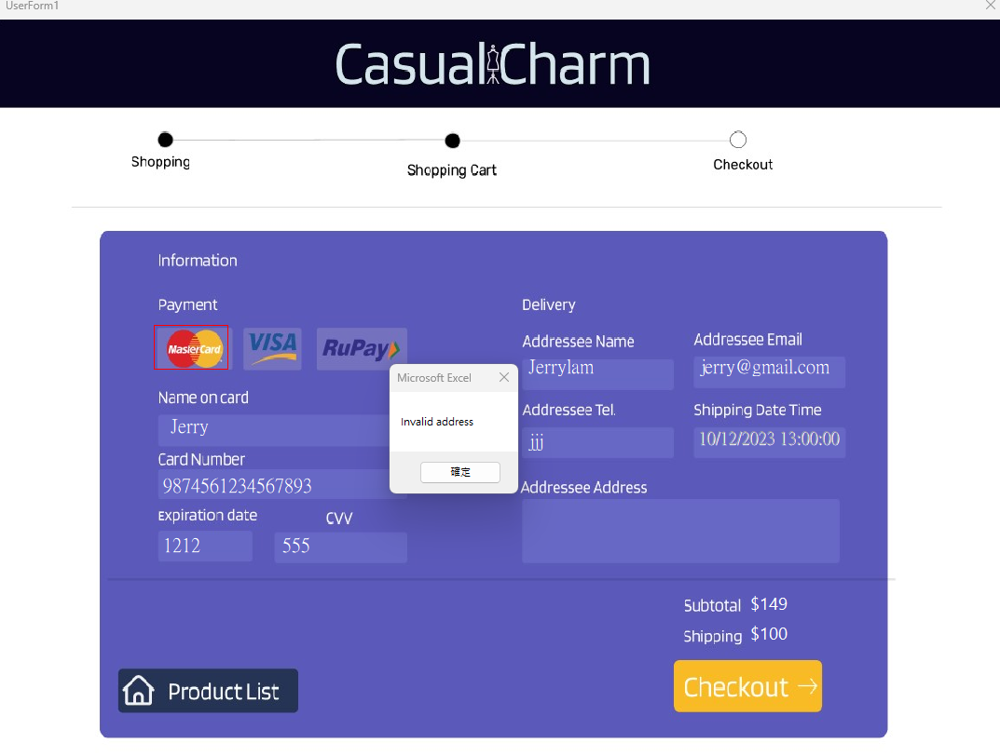 UserForm1
Casual Charm
Shopping
Shopping Cart
Checkout
Information
Payment
Delivery
MasterCard
VISA
RuPay
Addressee Name
Addressee Email
Jerrylam
jerry@gmail.com
Microsoft Excel
Invalid address
確定
Name on card
Jerry
Addressee Tel.
Shipping Date Time
jjj
10/12/2023 13:00:00
Card Number
9874561234567893
Addressee Address
Expiration date
CVV
1212
555
Subtotal $149
Shipping $100
Product List
Checkout →